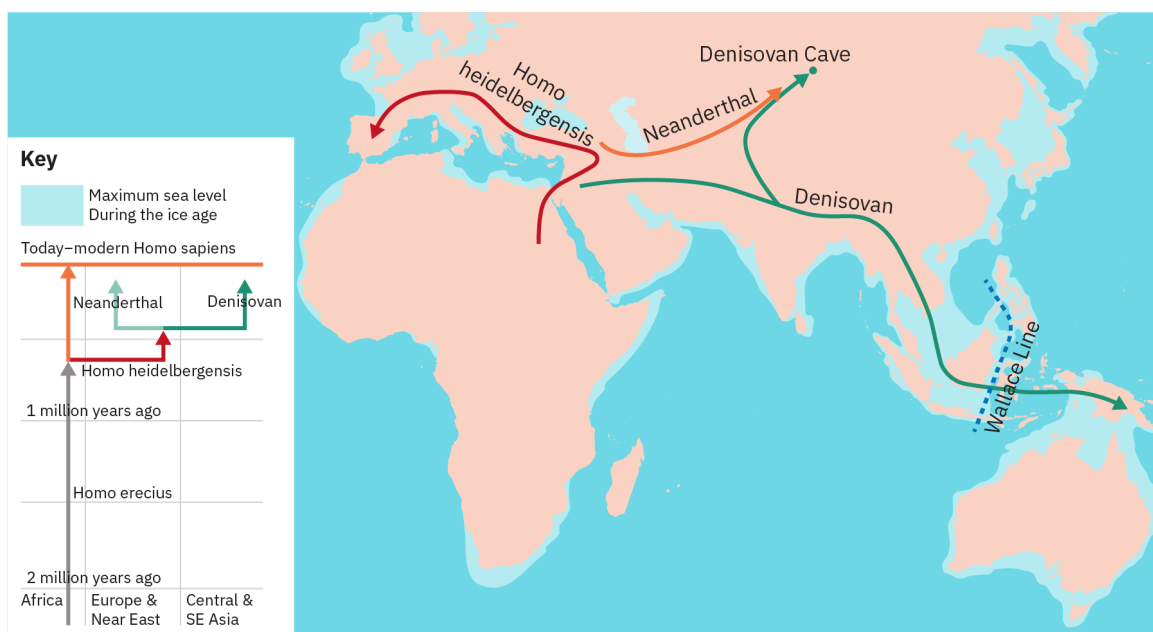 Key
Maximum sea level
During the ice age
Today–modern Homo sapiens
Neanderthal
Denisovan
Homo heidelbergensis
1 million years ago
Homo erecius
2 million years ago
Africa
Europe &
Near East
Central &
SE Asia
Homo
heidelbergensis
Neanderthal
Denisovan Cave
Denisovan
Wallace Line